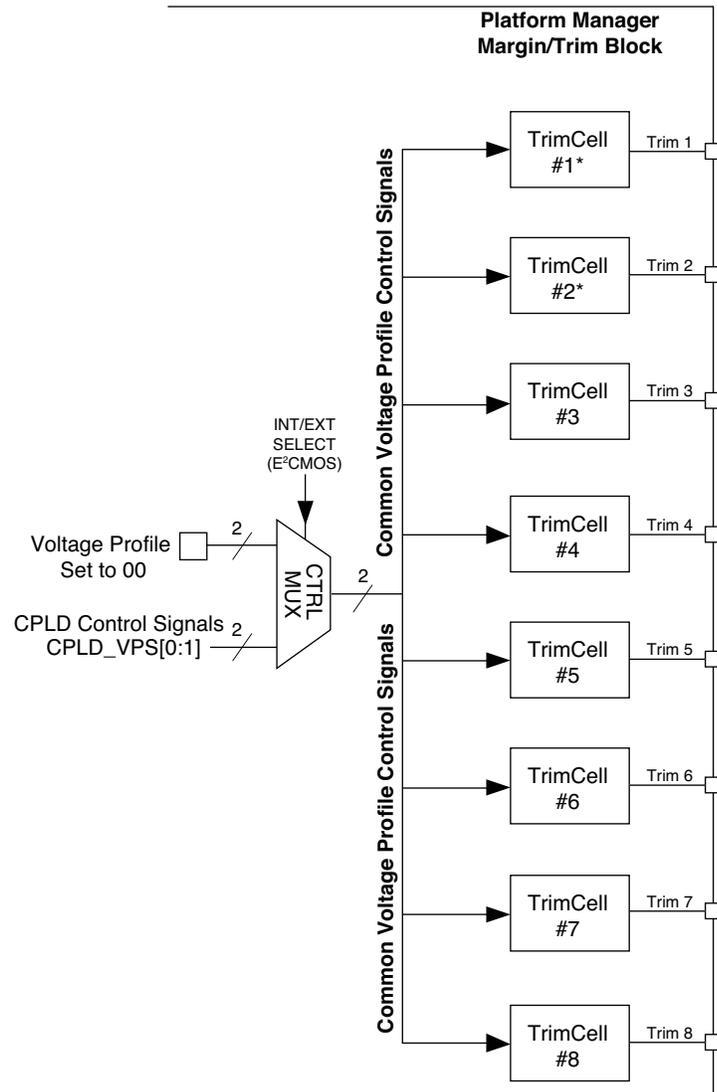 Platform Manager
Margin/Trim Block
Common Voltage Profile Control Signals
TrimCell
#1*
Trim 1
TrimCell
#2*
Trim 2
TrimCell
#3
Trim 3
INT/EXT
SELECT
(E²CMOS)
TrimCell
#4
Trim 4
Voltage Profile
Set to 00
2
CTRL
MUX
2
CPLD Control Signals
CPLD_VPS[0:1]
2
Common Voltage Profile Control Signals
TrimCell
#5
Trim 5
TrimCell
#6
Trim 6
TrimCell
#7
Trim 7
TrimCell
#8
Trim 8